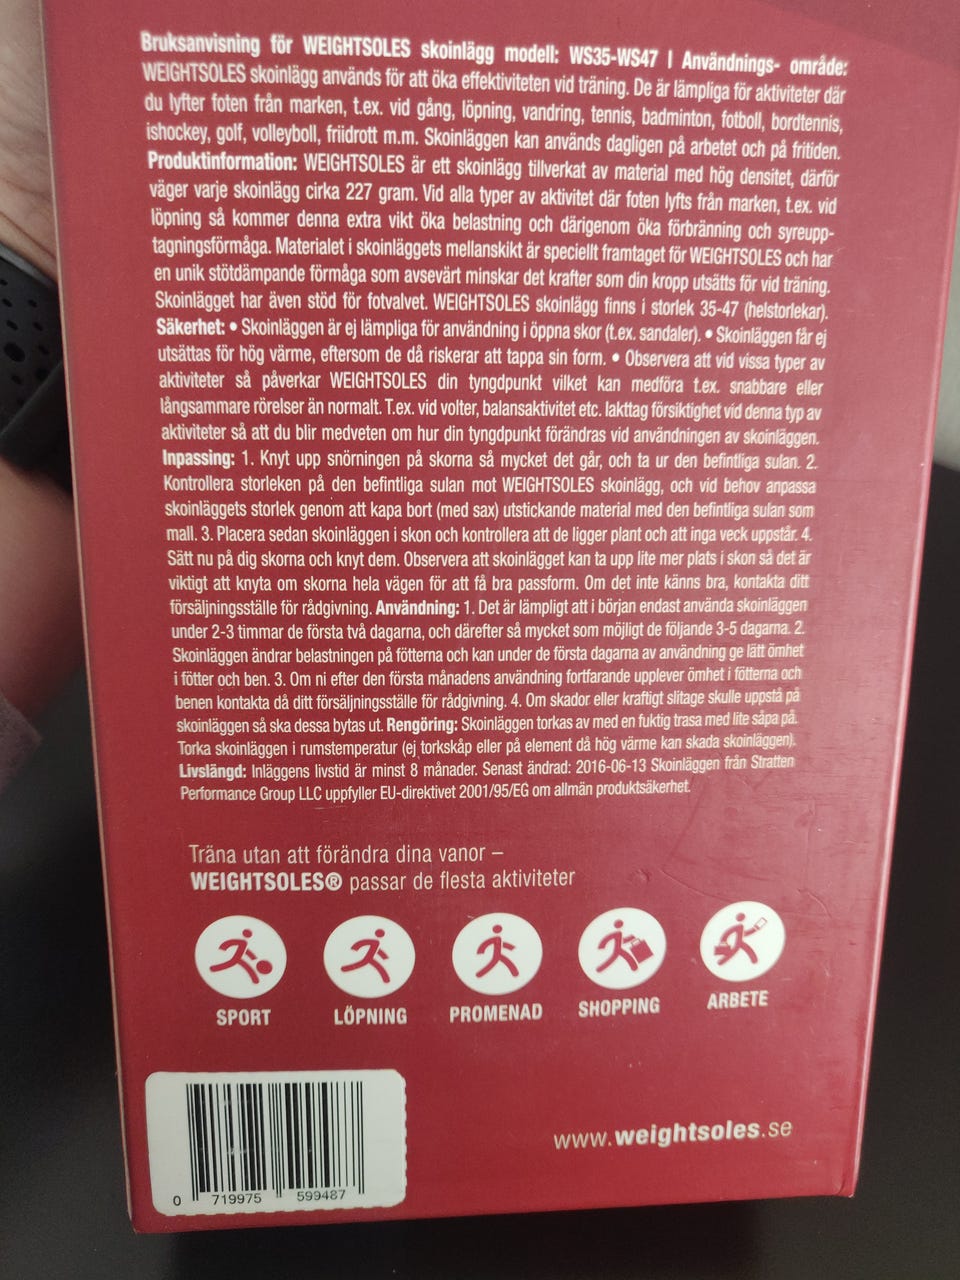 Bruksanvisning för WEIGHTSOLES skoinlägg modell: WS35-WS47 | Användnings- område:
WEIGHTSOLES skoinlägg används för att öka effektiviteten vid träning. De är lämpliga för aktiviteter där
du lyfter foten från marken, t.ex. vid gång, löpning, vandring, tennis, badminton, fotboll, bordtennis,
ishockey, golf, volleyboll, friidrott m.m. Skoinläggen kan används dagligen på arbetet och på fritiden.
Produktinformation: WEIGHTSOLES är ett skoinlägg tillverkat av material med hög densitet, därför
väger varje skoinlägg cirka 227 gram. Vid alla typer av aktivitet där foten lyfts från marken, t.ex. vid
löpning så kommer denna extra vikt öka belastning och därigenom öka förbränning och syreupp-
tagningsförmåga. Materialet i skoinläggets mellanskikt är speciellt framtaget för WEIGHTSOLES och har
en unik stötdämpande förmåga som avsevärt minskar det krafter som din kropp utsätts för vid träning.
Skoinlägget har även stöd för fotvalvet. WEIGHTSOLES skoinlägg finns i storlek 35-47 (helstorlekar).
Säkerhet: • Skoinläggen är ej lämpliga för användning i öppna skor (t.ex. sandaler). • Skoinläggen får ej
utsättas för hög värme, eftersom de då riskerar att tappa sin form. • Observera att vid vissa typer av
aktiviteter så påverkar WEIGHTSOLES din tyngdpunkt vilket kan medföra t.ex. snabbare eller
långsammare rörelser än normalt. T.ex. vid volter, balansaktivitet etc. Iakttag försiktighet vid denna typ av
aktiviteter så att du blir medveten om hur din tyngdpunkt förändras vid användningen av skoinläggen.
Inpassing: 1. Knyt upp snörningen på skorna så mycket det går, och ta ur den befintliga sulan. 2.
Kontrollera storleken på den befintliga sulan mot WEIGHTSOLES skoinlägg, och vid behov anpassa
skoinläggets storlek genom att kapa bort (med sax) utstickande material med den befintliga sulan som
mall. 3. Placera sedan skoinläggen i skon och kontrollera att de ligger plant och att inga veck uppstår. 4.
Sätt nu på dig skorna och knyt dem. Observera att skoinlägget kan ta upp lite mer plats i skon så det är
viktigt att knyta om skorna hela vägen för att få bra passform. Om det inte känns bra, kontakta ditt
försäljningsställe för rådgivning. Användning: 1. Det är lämpligt att i början endast använda skoinläggen
under 2-3 timmar de första två dagarna, och därefter så mycket som möjligt de följande 3-5 dagarna. 2.
Skoinläggen ändrar belastningen på fötterna och kan under de första dagarna av användning ge lätt ömhet
i fötter och ben. 3. Om ni efter den första månadens användning fortfarande upplever ömhet i fötterna och
benen kontakta då ditt försäljningsställe för rådgivning. 4. Om skador eller kraftigt slitage skulle uppstå på
skoinläggen så ska dessa bytas ut. Rengöring: Skoinläggen torkas av med en fuktig trasa med lite såpa på.
Torka skoinläggen i rumstemperatur (ej torkskåp eller på element då hög värme kan skada skoinläggen).
Livslängd: Inläggens livstid är minst 8 månader. Senast ändrad: 2016-06-13 Skoinläggen från Stratten
Performance Group LLC uppfyller EU-direktivet 2001/95/EG om allmän produktsäkerhet.
Träna utan att förändra dina vanor –
WEIGHTSOLES® passar de flesta aktiviteter
SPORT LÖPNING PROMENAD SHOPPING ARBETE
www.weightsoles.se
0 719975 599487